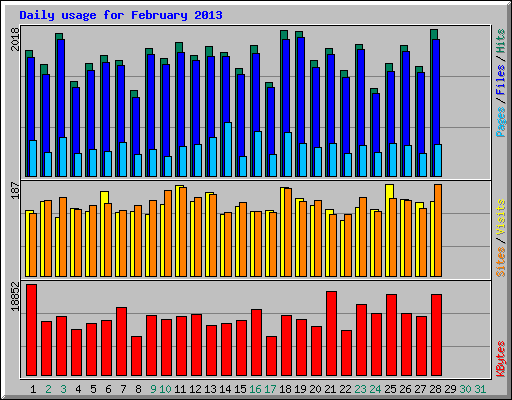 Daily usage for February 2013
2018
Pages / Files / Hits
187
Sites / Visits
18852
KBytes
1 2 3 4 5 6 7 8 9 10 11 12 13 14 15 16 17 18 19 20 21 22 23 24 25 26 27 28 29 30 31